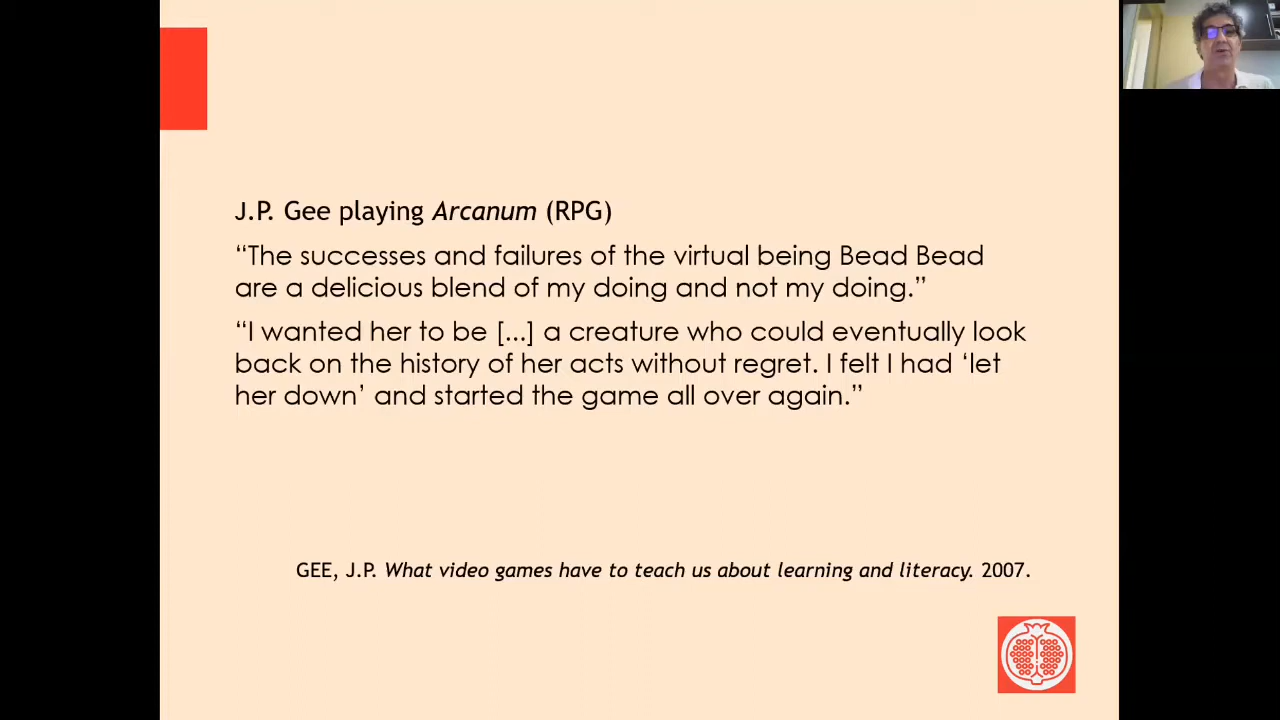 J.P. Gee playing Arcanum (RPG)
“The successes and failures of the virtual being Bead Bead
are a delicious blend of my doing and not my doing.”
“I wanted her to be [...] a creature who could eventually look
back on the history of her acts without regret. I felt I had ‘let
her down’ and started the game all over again.”
GEE, J.P. What video games have to teach us about learning and literacy. 2007.